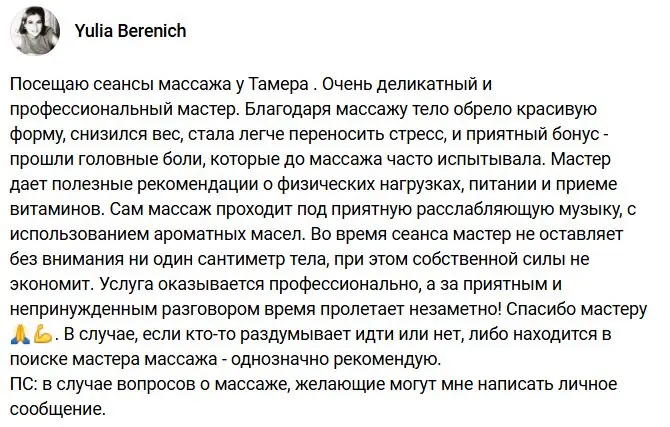 Yulia Berenich
Посещаю сеансы массажа у Тамера . Очень деликатный и
профессиональный мастер. Благодаря массажу тело обрело красивую
форму, снизился вес, стала легче переносить стресс, и приятный бонус -
прошли головные боли, которые до массажа часто испытывала. Мастер
дает полезные рекомендации о физических нагрузках, питании и приеме
витаминов. Сам массаж проходит под приятную расслабляющую музыку, с
использованием ароматных масел. Во время сеанса мастер не оставляет
без внимания ни один сантиметр тела, при этом собственной силы не
экономит. Услуга оказывается профессионально, а за приятным и
непринужденным разговором время пролетает незаметно! Спасибо мастеру
🙏💪. В случае, если кто-то раздумывает идти или нет, либо находится в
поиске мастера массажа - однозначно рекомендую.
ПС: в случае вопросов о массаже, желающие могут мне написать личное
сообщение.